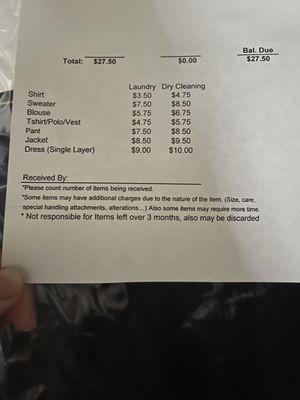 Bal. Due
Total: $27.50 $0.00 $27.50
Laundry Dry Cleaning
Shirt $3.50 $4.75
Sweater $7.50 $8.50
Blouse $5.75 $6.75
Tshirt/Polo/Vest $4.75 $5.75
Pant $7.50 $8.50
Jacket $8.50 $9.50
Dress (Single Layer) $9.00 $10.00
Received By:
*Please count number of items being received.
*Some items may have additional charges due to the nature of the item. (Size, care,
special handling attachments, alterations...) Also some items may require more time.
* Not responsible for Items left over 3 months, also may be discarded